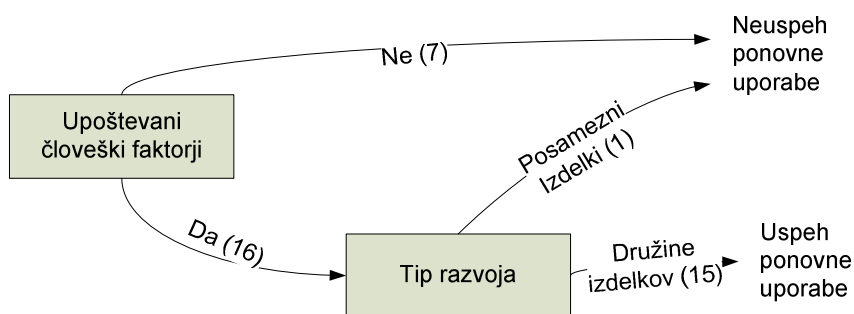 Ne (7)
Neuspeh
ponovne
uporabe
Upoštevani
človeški faktorji
Posamezni
Izdelki (1)
Da (16)
Tip razvoja
Družine
izdelkov (15)
Uspeh
ponovne
uporabe